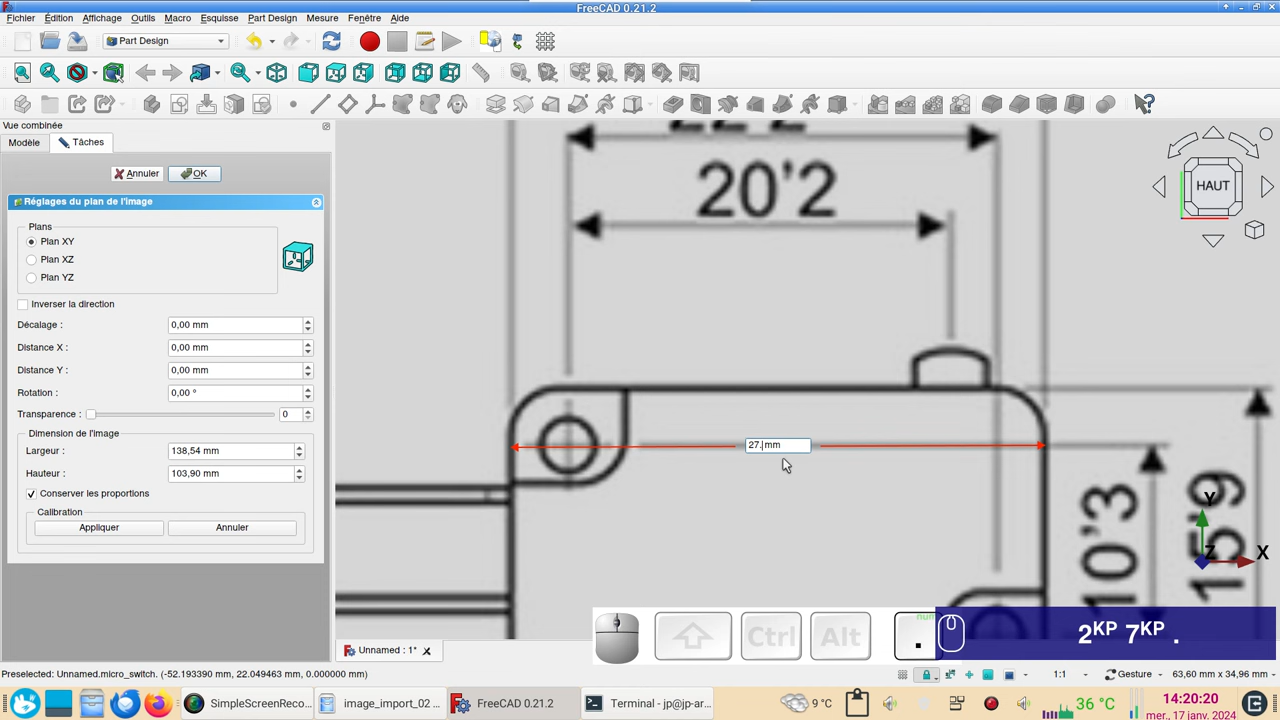 FreeCAD 0.21.2
Fichier Édition Affichage Outils Macro Esquisse Part Design Mesure Fenêtre Aide
Part Design
Vue combinée
Modèle Tâches
Annuler OK
Réglages du plan de l'image
Plans
Plan XY
Plan XZ
Plan YZ
Inverser la direction
Décalage : 0,00 mm
Distance X : 0,00 mm
Distance Y : 0,00 mm
Rotation : 0,00 °
Transparence : 0
Dimension de l'image
Largeur : 138,54 mm
Hauteur : 103,90 mm
Conserver les proportions
Calibration
Appliquer Annuler
20'2
HAUT
27.mm
10'3
15'9
Y
Z
X
Ctrl Alt num .
2KP 7KP .
Unnamed : 1*
Preselected: Unnamed.micro_switch. (-52.193390 mm, 22.049463 mm, 0.000000 mm)
1:1 Gesture 63,60 mm x 34,96 mm
SimpleScreenReco... image_import_02 ... FreeCAD 0.21.2 Terminal - jp@jp-ar...
9 °C
36 °C
14:20:20
mer., 17 janv. 2024